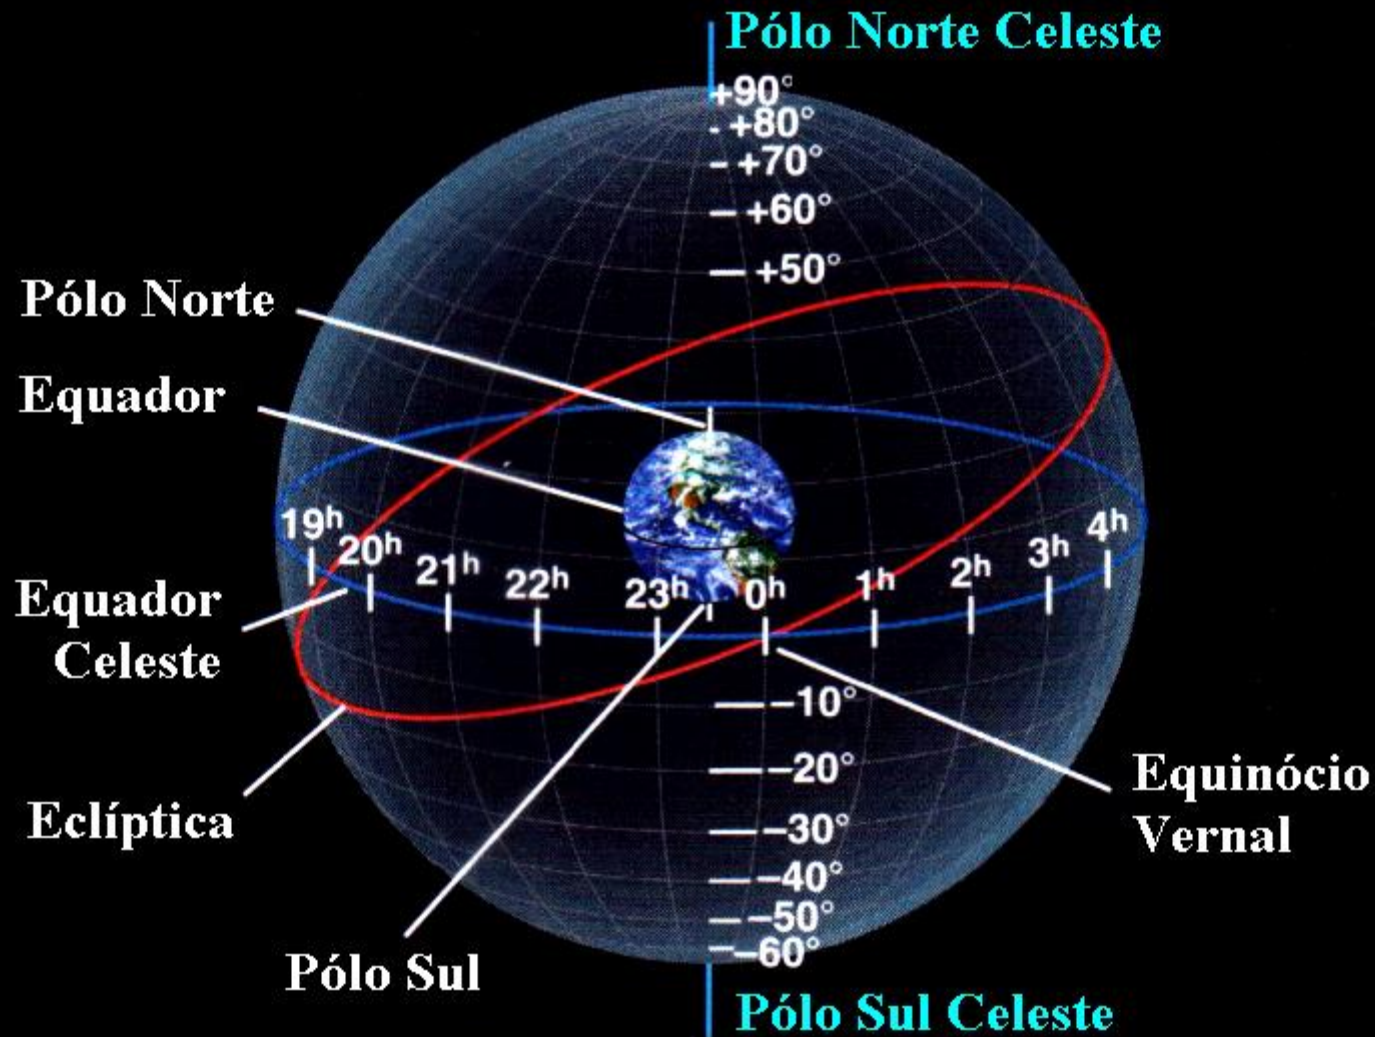 Pólo Norte Celeste
+90°
+80°
+70°
+60°
+50°
Pólo Norte
Equador
19h
20h
21h
22h
23h
0h
1h
2h
3h
4h
Equador
Celeste
Eclíptica
−10°
−20°
−30°
−40°
−50°
−60°
Equinócio
Vernal
Pólo Sul
Pólo Sul Celeste